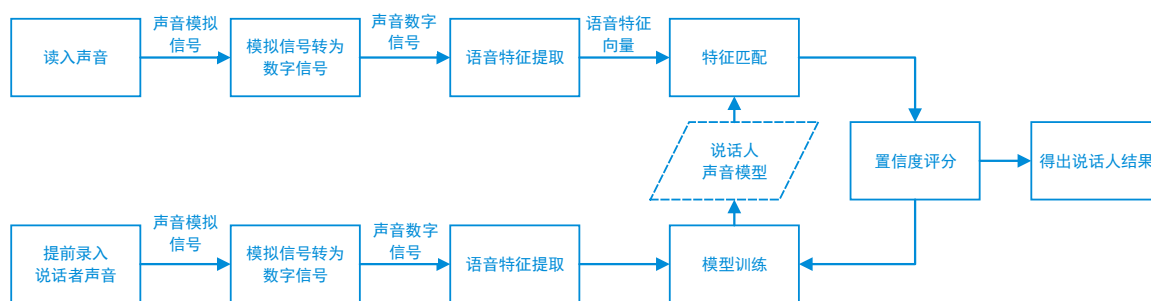 读入声音
声音模拟
信号
模拟信号转为
数字信号
声音数字
信号
语音特征提取
语音特征
向量
特征匹配
说话人
声音模型
置信度评分
得出说话人结果
提前录入
说话者声音
声音模拟
信号
模拟信号转为
数字信号
声音数字
信号
语音特征提取
模型训练